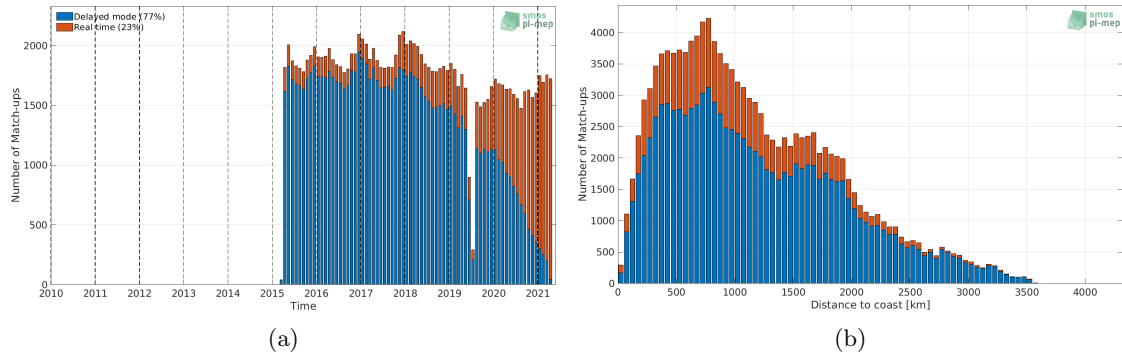 Delayed mode (77%)
Real time (23%)
smos
pi-mep
Number of Match-ups
2000
1500
1000
500
0
2010 2011 2012 2013 2014 2015 2016 2017 2018 2019 2020 2021
Time
(a)
smos
pi-mep
Number of Match-ups
4000
3500
3000
2500
2000
1500
1000
500
0
0 500 1000 1500 2000 2500 3000 3500 4000
Distance to coast [km]
(b)